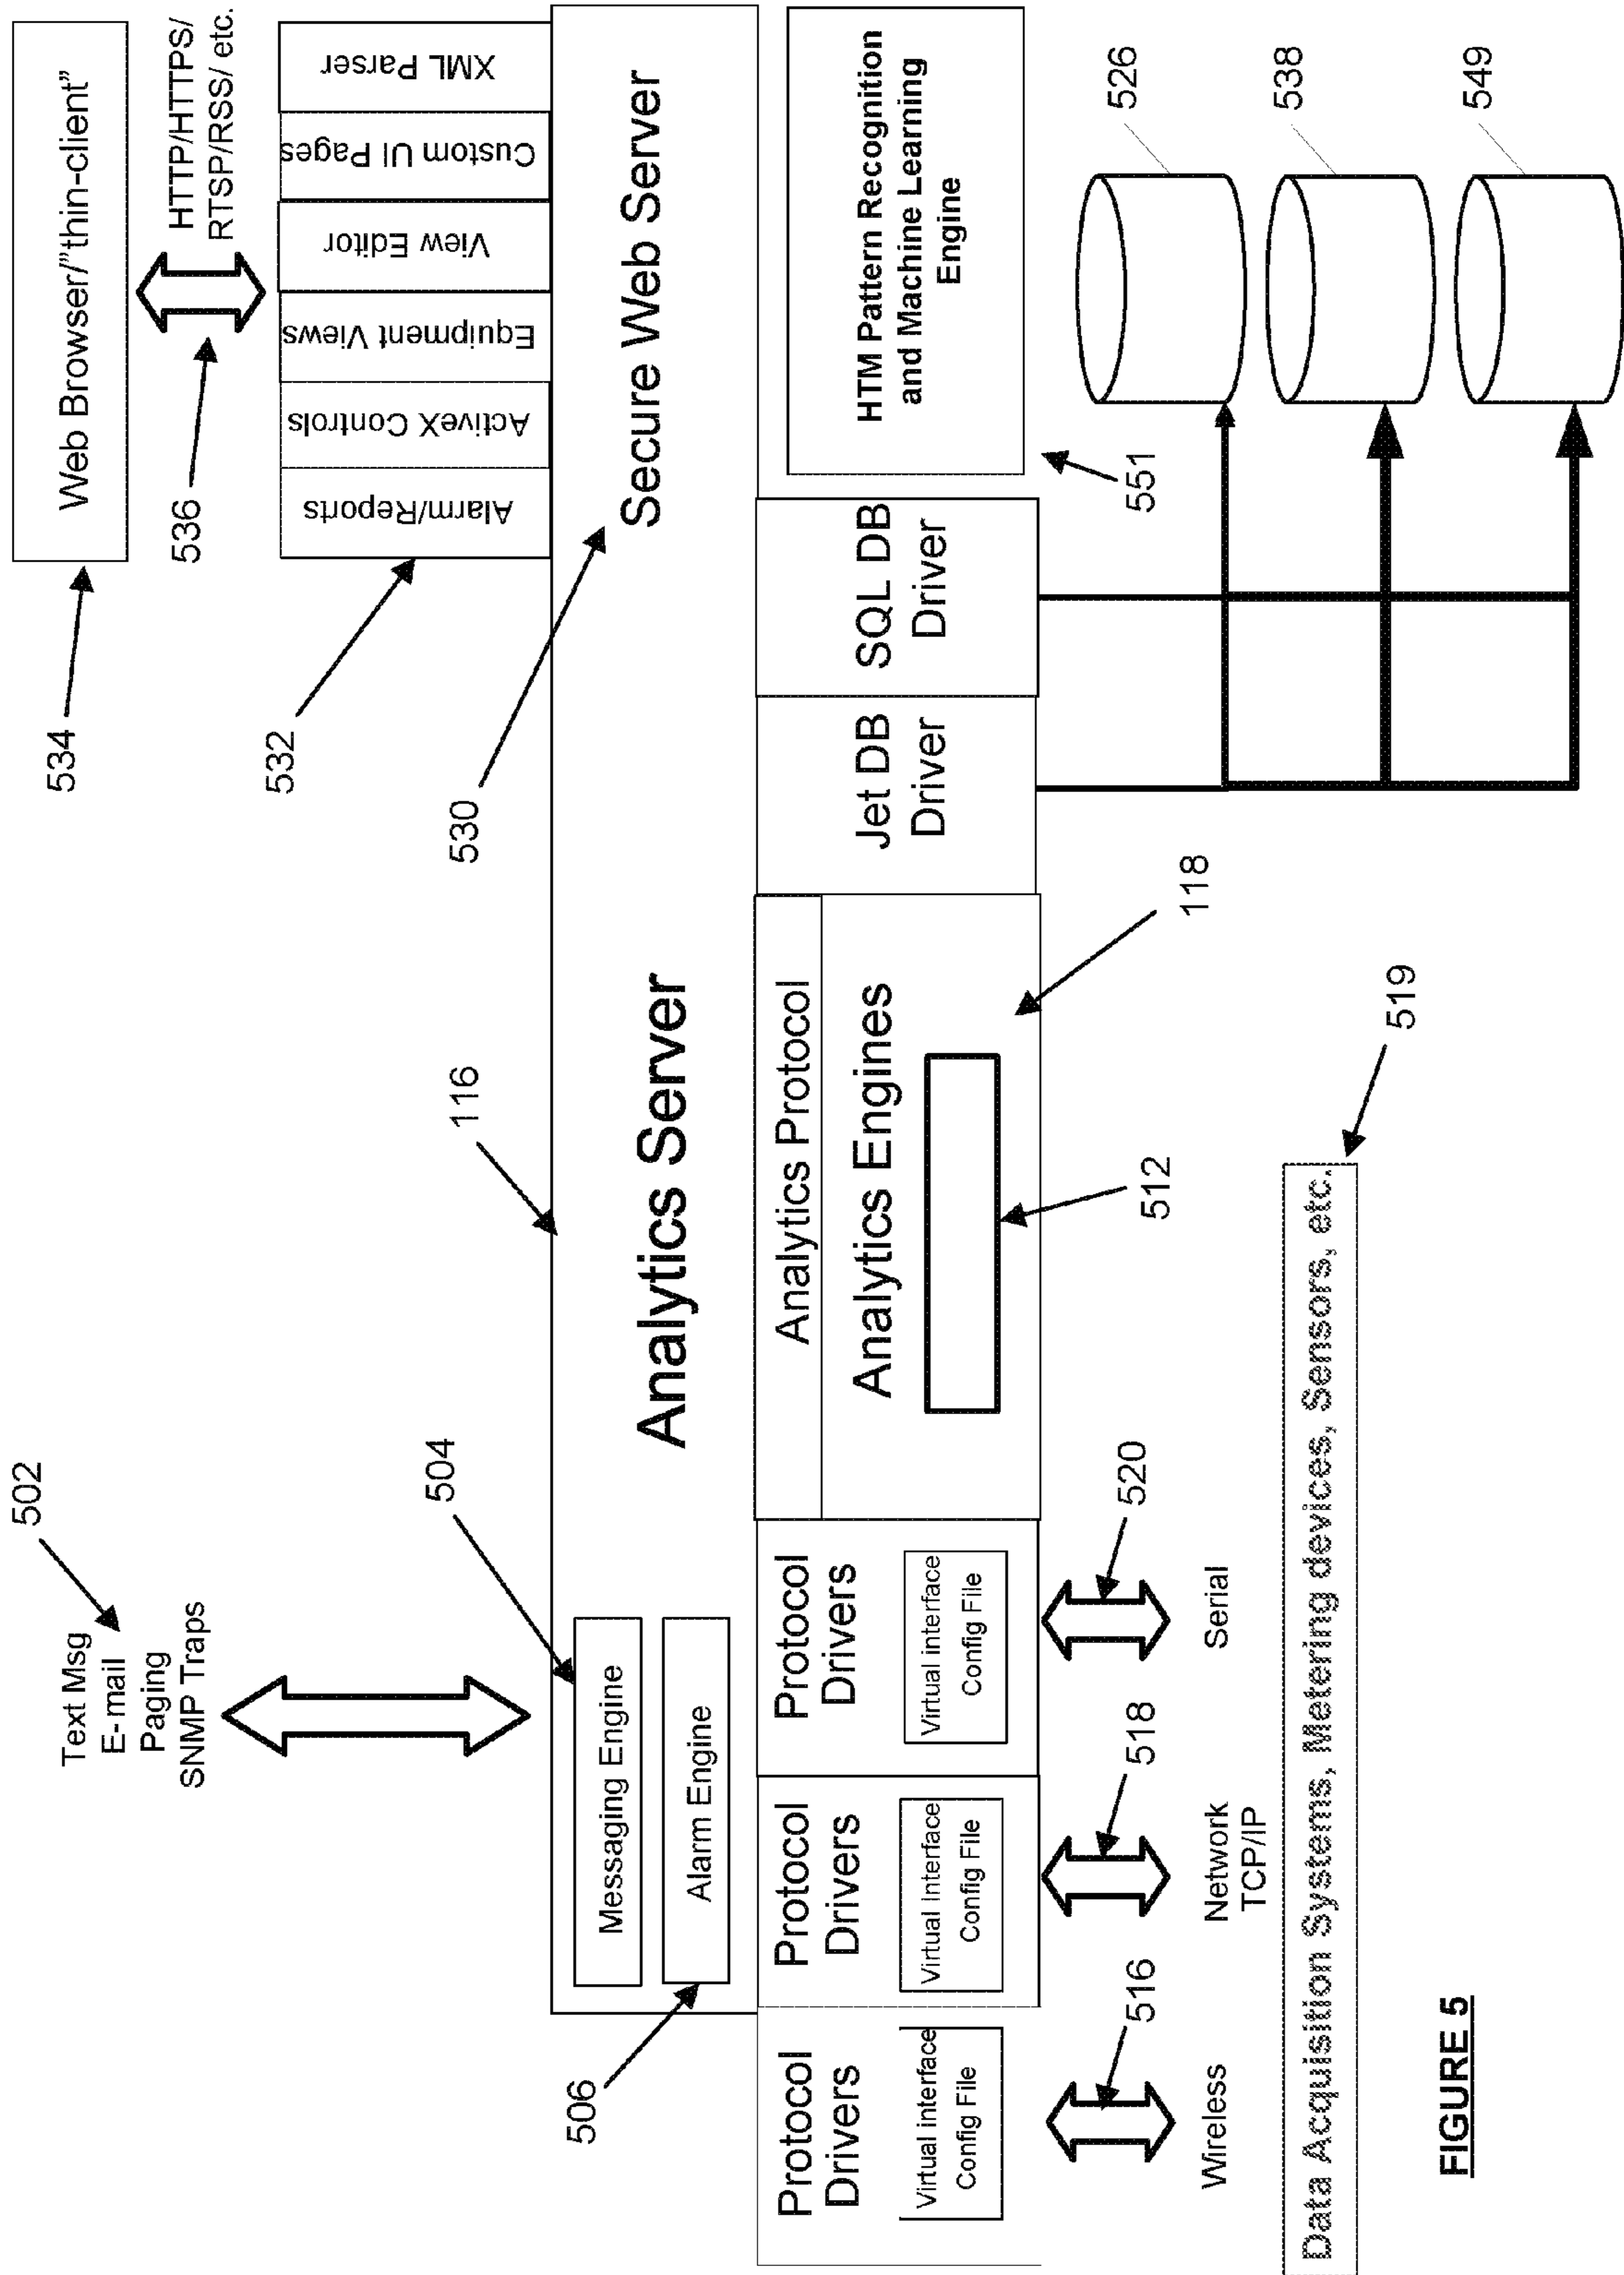 502
Text Msg
E-mail
Paging
SNMP Traps
534
Web Browser/"thin-client"
536
HTTP/HTTPS/
RTSP/RSS/ etc.
532
Alarm/Reports
ActiveX Controls
Equipment Views
View Editor
Custom UI Pages
XML Parser
504
116
530
Messaging Engine
Alarm Engine
506
Analytics Server
Secure Web Server
Protocol
Drivers
Virtual interface
Config File
Protocol
Drivers
Virtual Interface
Config File
Protocol
Drivers
Virtual interface
Config File
Analytics Protocol
Analytics Engines
512
118
Jet DB
Driver
SQL DB
Driver
HTM Pattern Recognition
and Machine Learning
Engine
551
516
Wireless
518
Network
TCP/IP
520
Serial
526
538
549
519
Data Acquisition Systems, Metering devices, Sensors, etc.
FIGURE 5